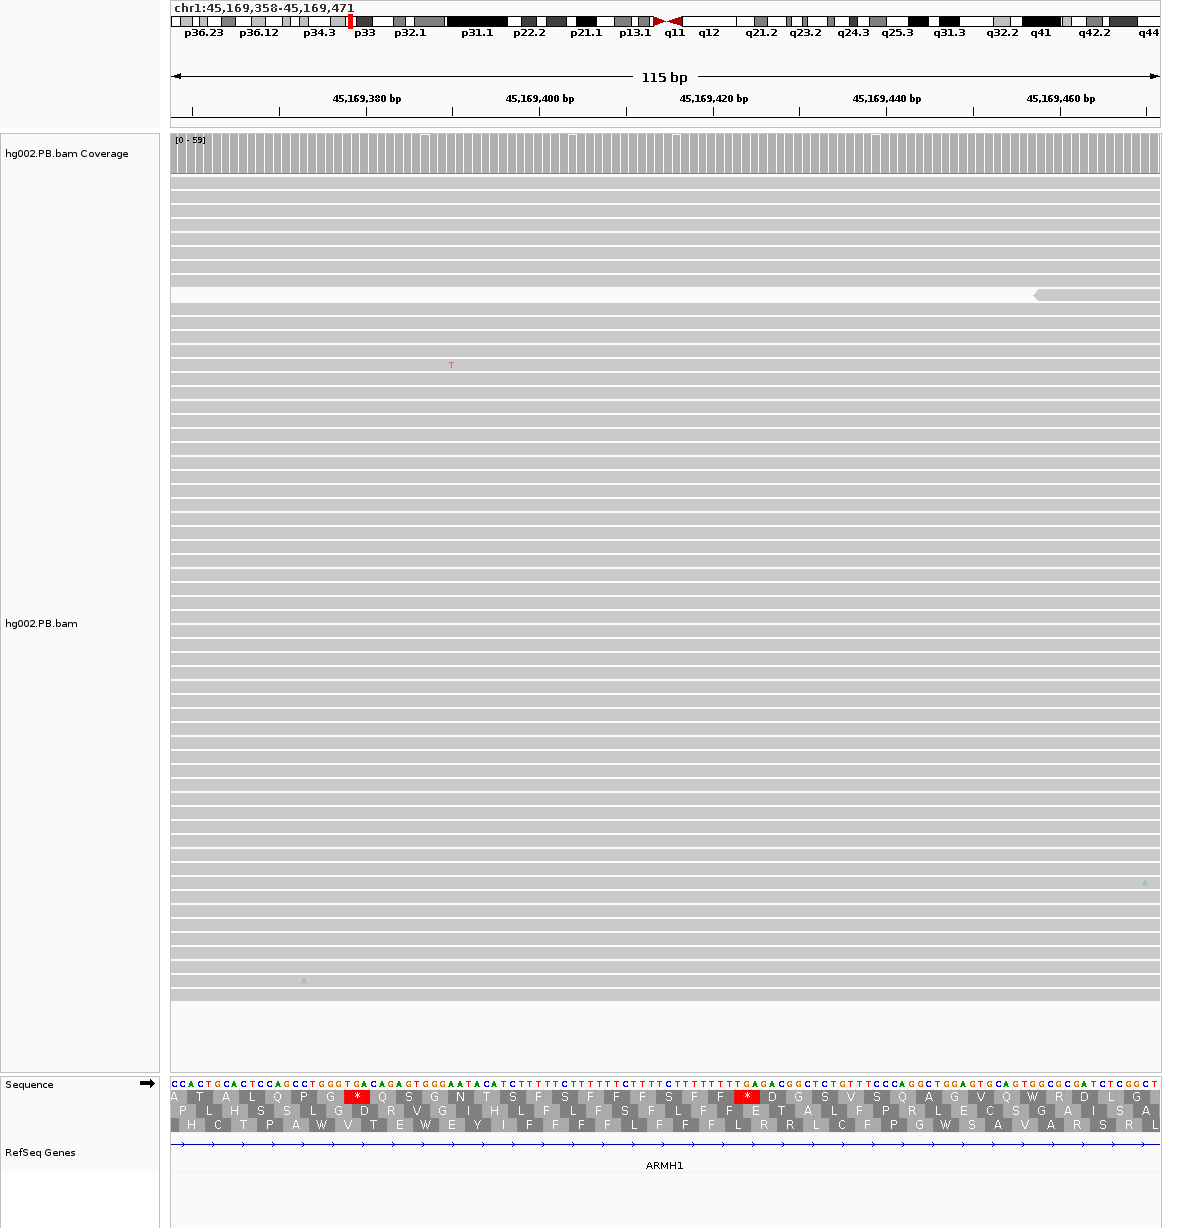 chr1:45,169,358-45,169,471
p36.23 p36.12 p34.3 p33 p32.1 p31.1 p22.2 p21.1 p13.1 q11 q12 q21.2 q23.2 q24.3 q25.3 q31.3 q32.2 q41 q42.2 q44
115 bp
45,169,380 bp 45,169,400 bp 45,169,420 bp 45,169,440 bp 45,169,460 bp
[0 - 59]
hg002.PB.bam Coverage
T
hg002.PB.bam
A
A
Sequence
CCACTGCACTCCAGCCTGGGTGACAGAGTGGGAATACATCTTTTTCTTTTTTCTTTTCTTTTTTTTGAGACGGCTCTGTTTCCCAGGCTGGAGTGCAGTGGCGCGATCTCGGCT
A T A L Q P G * Q S G N T S F S F F F S F F * D G S V S Q A G V Q W R D L G
P L H S S L G D R V G I H L F L F S F L F F E T A L F P R L E C S G A I S A
H C T P A W V T E W E Y I F F F F L F F F L R R L C F P G W S A V A R S R L
RefSeq Genes
ARMH1